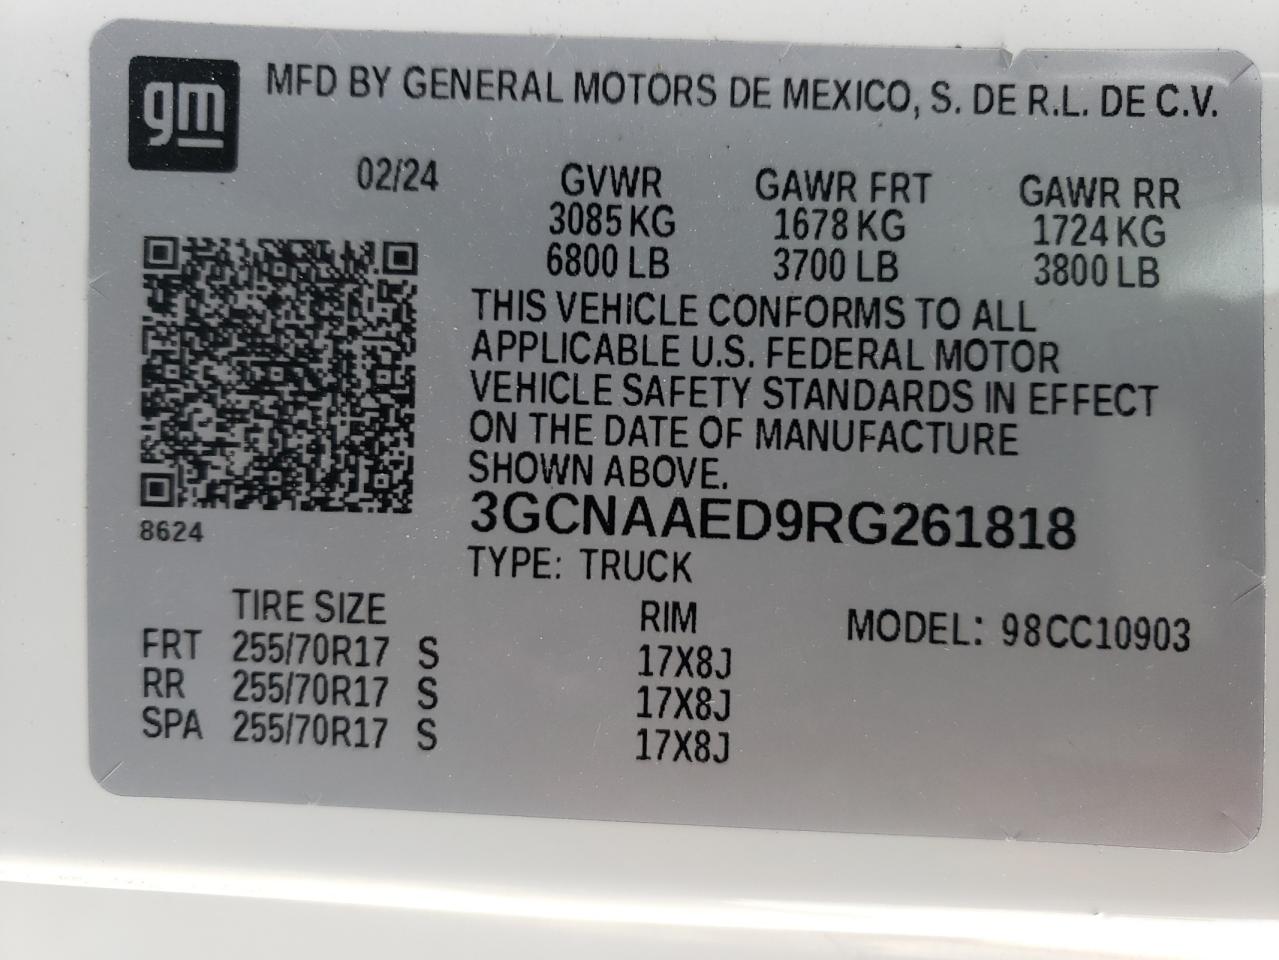 gm
MFD BY GENERAL MOTORS DE MEXICO, S. DE R.L. DE C.V.
02/24 GVWR GAWR FRT GAWR RR
3085 KG 1678 KG 1724 KG
6800 LB 3700 LB 3800 LB
THIS VEHICLE CONFORMS TO ALL
APPLICABLE U.S. FEDERAL MOTOR
VEHICLE SAFETY STANDARDS IN EFFECT
ON THE DATE OF MANUFACTURE
SHOWN ABOVE.
3GCNAAED9RG261818
8624
TYPE: TRUCK
TIRE SIZE RIM MODEL: 98CC10903
FRT 255/70R17 S 17X8J
RR 255/70R17 S 17X8J
SPA 255/70R17 S 17X8J